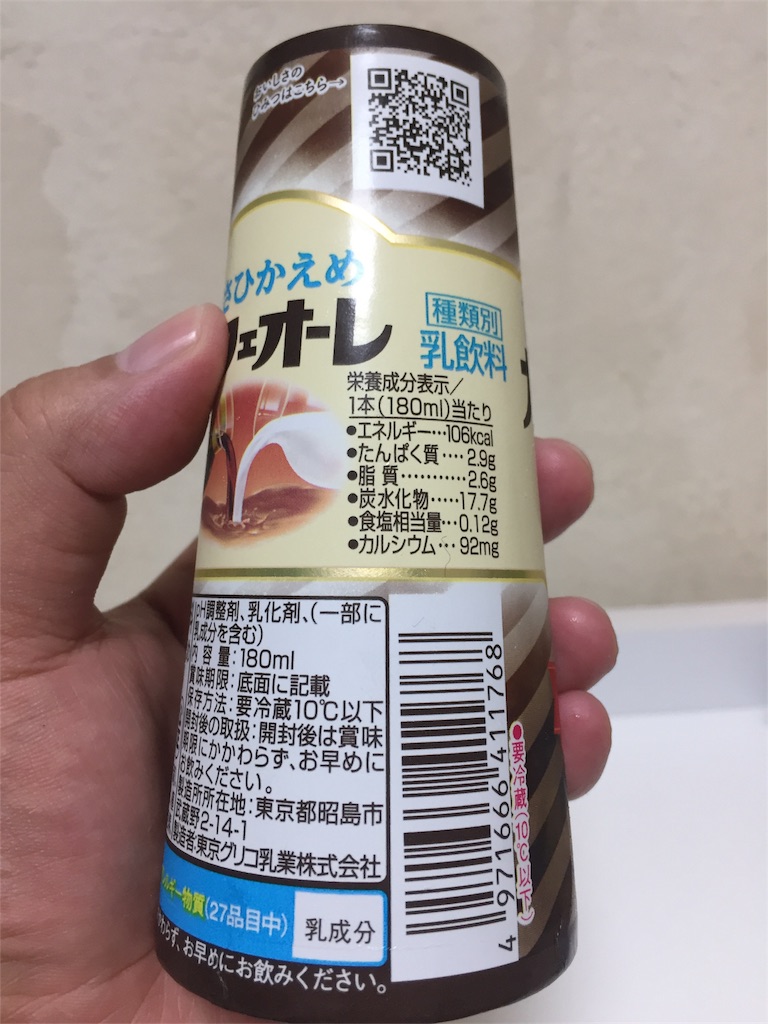 おいしさの
ひみつはこちら→
さひかえめ
フェオーレ
種類別
乳飲料
栄養成分表示／
1本(180ml)当たり
●エネルギー…106kcal
●たんぱく質‥‥2.9g
●脂質…………2.6g
●炭水化物‥‥‥17.7g
●食塩相当量…0.12g
●カルシウム…92mg
pH調整剤、乳化剤、(一部に
乳成分を含む)
内容量:180ml
賞味期限:底面に記載
保存方法:要冷蔵10℃以下
開封後の取扱:開封後は賞味
期限にかかわらず、お早めに
お飲みください。
製造所所在地:東京都昭島市
武蔵野2-14-1
製造者:東京グリコ乳業株式会社
ルギー物質(27品目中)
乳成分
わらず、お早めにお飲みください。
4 971666 411768
●要冷蔵(10℃以下)